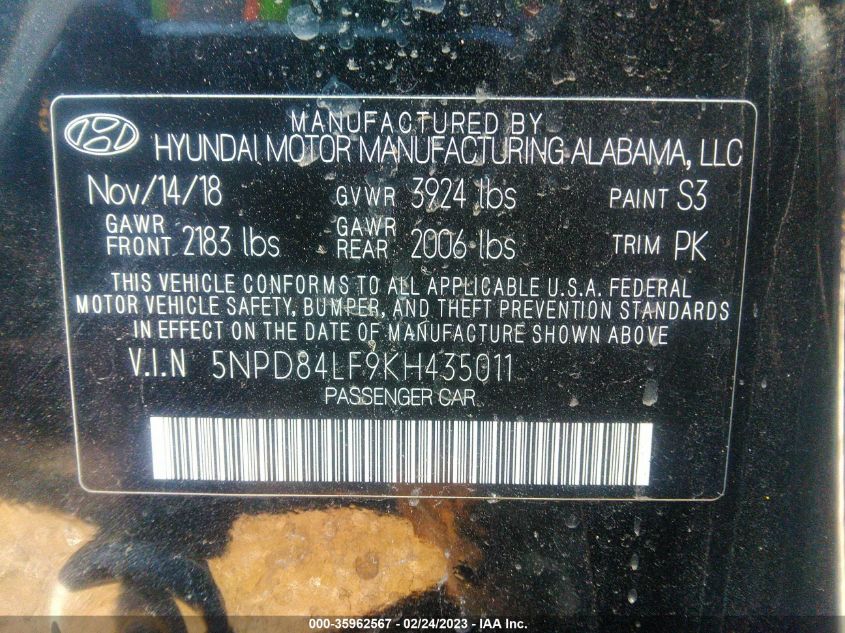 MANUFACTURED BY
HYUNDAI MOTOR MANUFACTURING ALABAMA, LLC
Nov/14/18 GVWR 3924 lbs PAINT S3
GAWR FRONT 2183 lbs GAWR REAR 2006 lbs TRIM PK
THIS VEHICLE CONFORMS TO ALL APPLICABLE U.S.A. FEDERAL
MOTOR VEHICLE SAFETY, BUMPER, AND THEFT PREVENTION STANDARDS
IN EFFECT ON THE DATE OF MANUFACTURE SHOWN ABOVE
V.I.N 5NPD84LF9KH435011
PASSENGER CAR
000-35962567 - 02/24/2023 - IAA Inc.